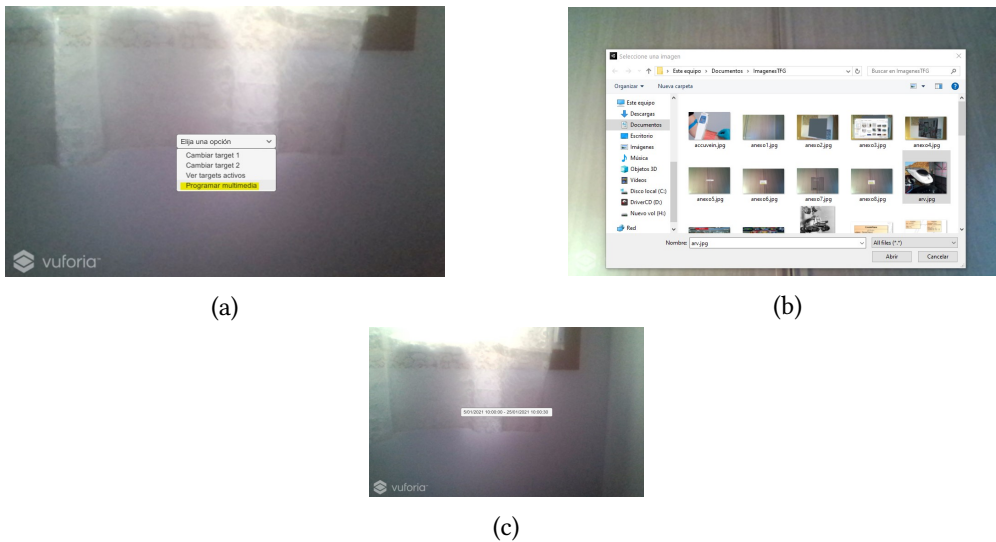 Elija una opción
Cambiar target 1
Cambiar target 2
Ver targets activos
Programar multimedia
vuforia
(a)
Seleccione una imagen
Este equipo > Documentos > ImagenesTFG
Buscar en ImagenesTFG
Organizar
Nueva carpeta
Este equipo
Descargas
Documentos
Escritorio
Imágenes
Música
Objetos 3D
Vídeos
Disco local (C:)
DriverCD (D:)
Nuevo vol (H:)
Red
accuvein.jpg
anexo1.jpg
anexo2.jpg
anexo3.jpg
anexo4.jpg
anexo5.jpg
anexo6.jpg
anexo7.jpg
anexo8.jpg
arv.jpg
Nombre: arv.jpg
All files (*.*)
Abrir
Cancelar
(b)
5/01/2021 10:00:00 - 25/01/2021 10:00:30
vuforia
(c)